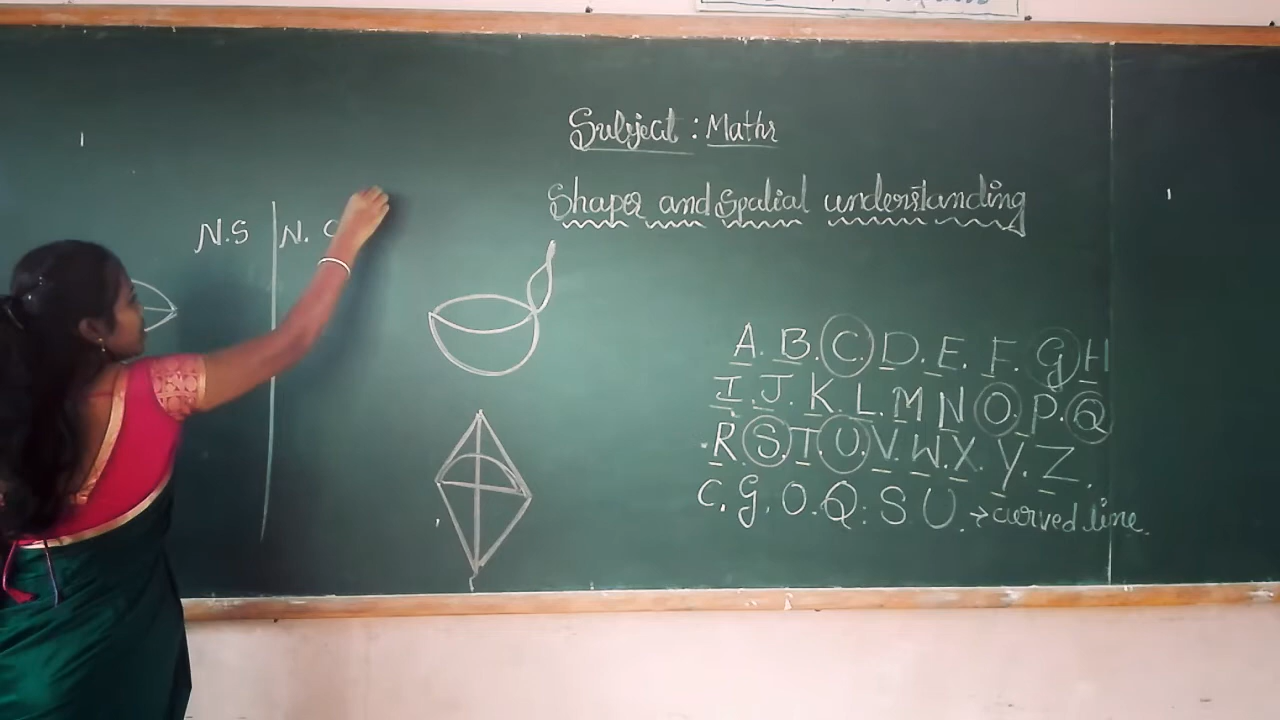 Subject : Maths
Shapes and Spatial understanding
N.S N. C
A. B. C. D. E. F. G H
I. J. K. L. M N O. P. Q
R S T. U. V. W. X. Y. Z.
C. G. O. Q. S U. → curved line.